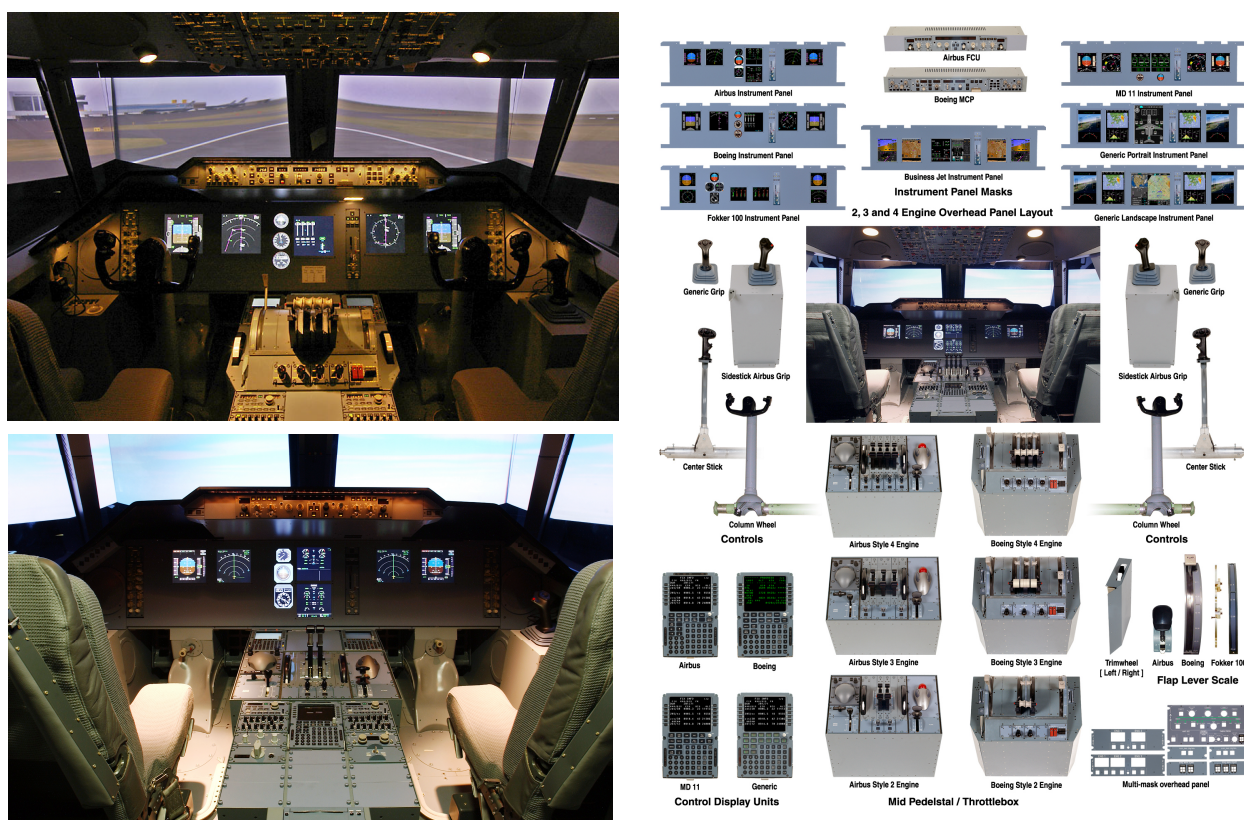 Airbus FCU
Boeing MCP
Airbus Instrument Panel
MD 11 Instrument Panel
Boeing Instrument Panel
Generic Portrait Instrument Panel
Business Jet Instrument Panel
Instrument Panel Masks
Fokker 100 Instrument Panel
2, 3 and 4 Engine Overhead Panel Layout
Generic Landscape Instrument Panel
Generic Grip
Generic Grip
Sidestick Airbus Grip
Sidestick Airbus Grip
Center Stick
Center Stick
Column Wheel
Column Wheel
Controls
Controls
Airbus Style 4 Engine
Boeing Style 4 Engine
Airbus
Boeing
Airbus Style 3 Engine
Boeing Style 3 Engine
Trimwheel
[ Left / Right ]
Airbus
Boeing
Fokker 100
Flap Lever Scale
MD 11
Generic
Airbus Style 2 Engine
Boeing Style 2 Engine
Multi-mask overhead panel
Control Display Units
Mid Pedelstal / Throttlebox